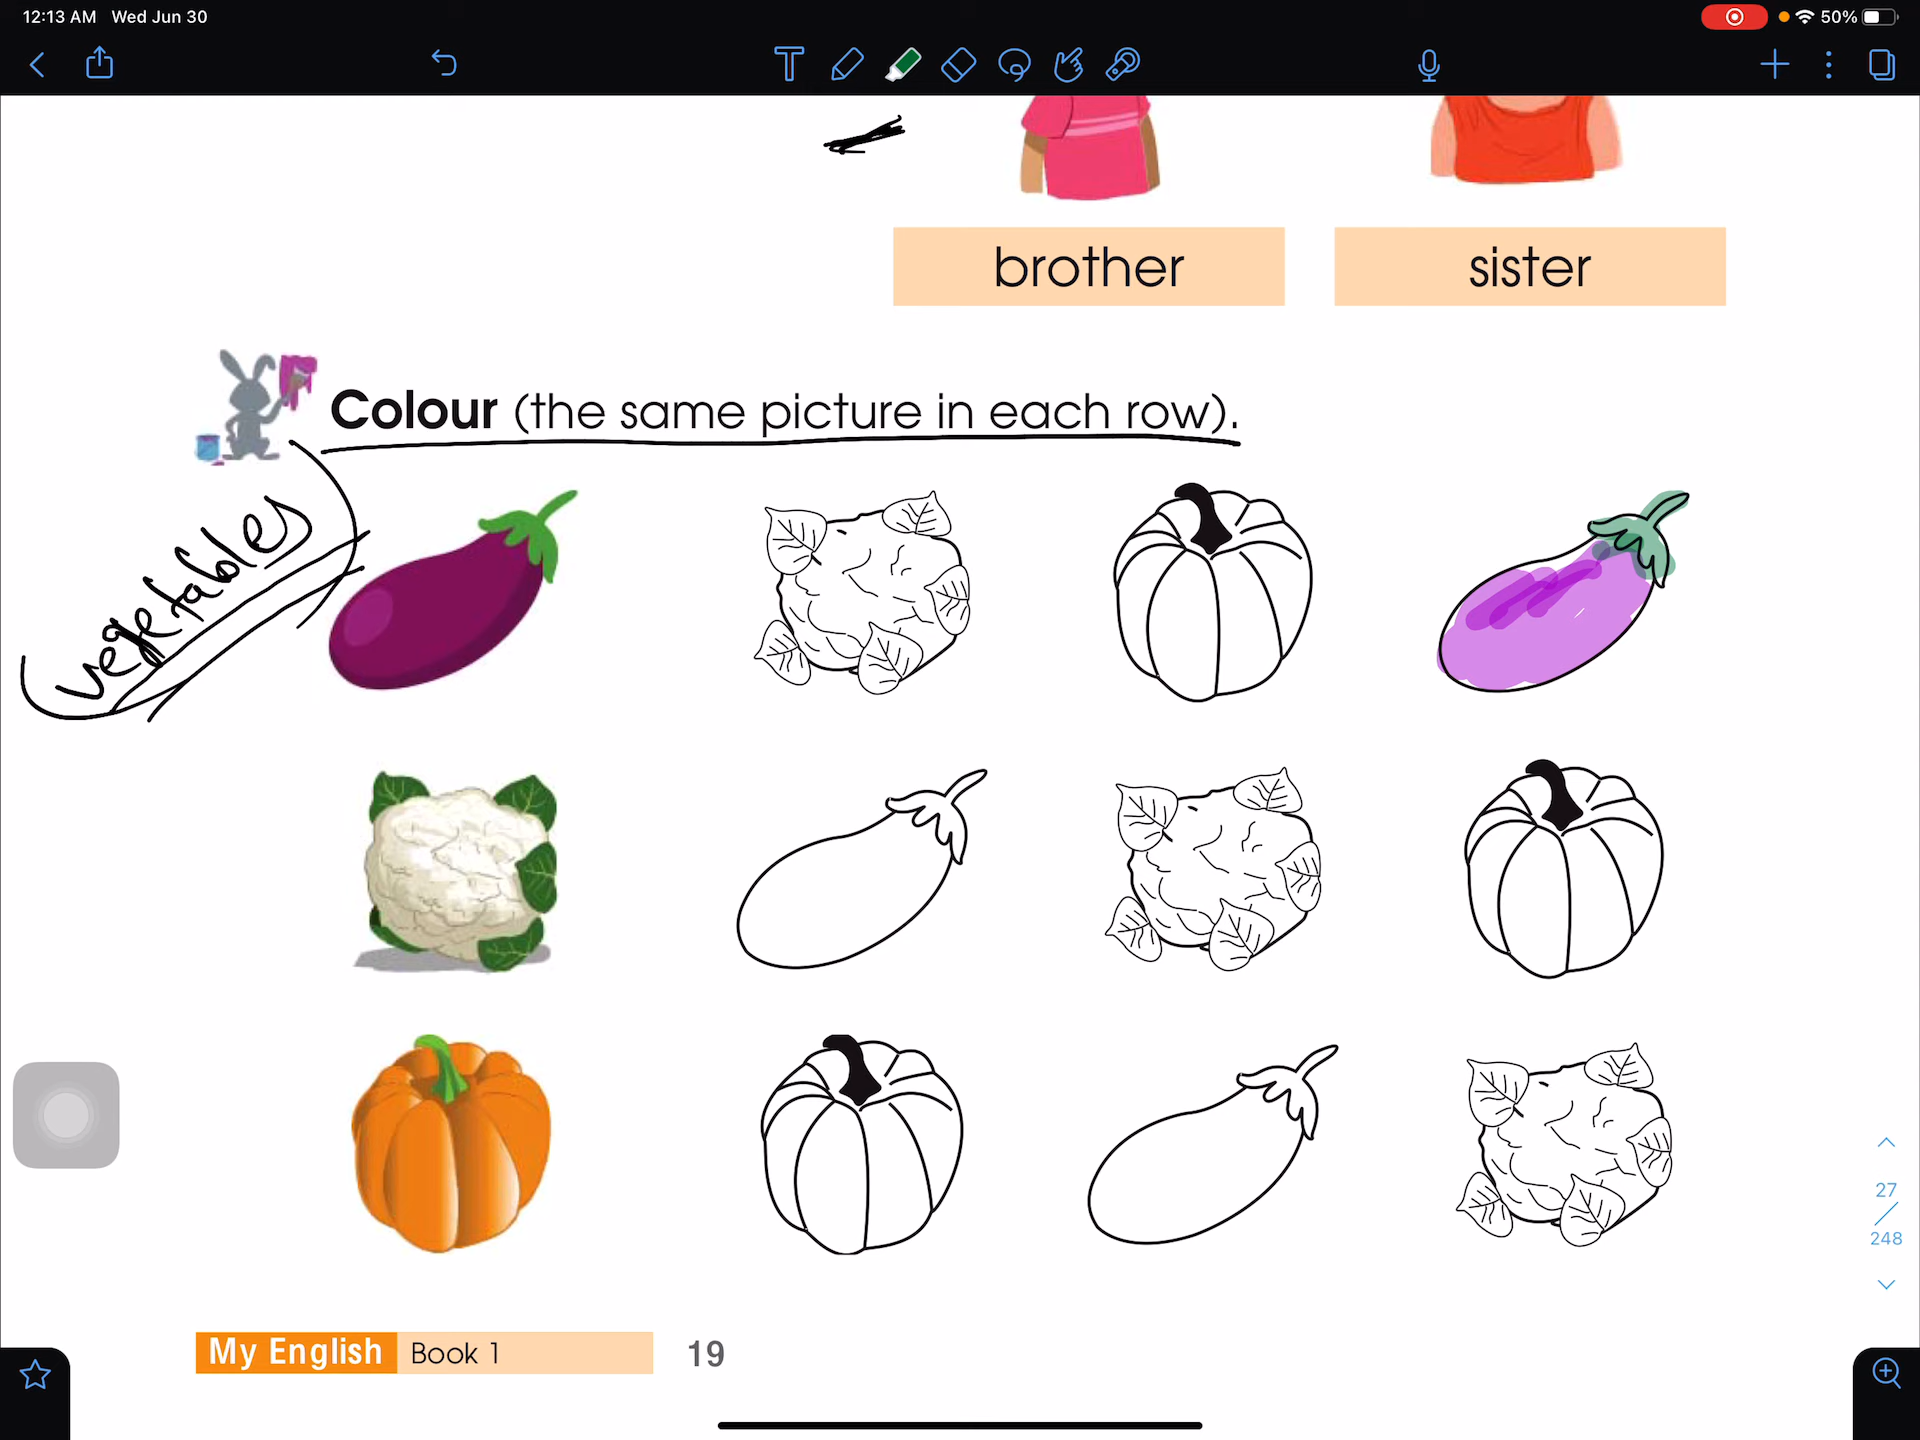 12:13 AM Wed Jun 30
50%
brother
sister
Colour (the same picture in each row).
vegetables
27
/
248
My English Book 1
19